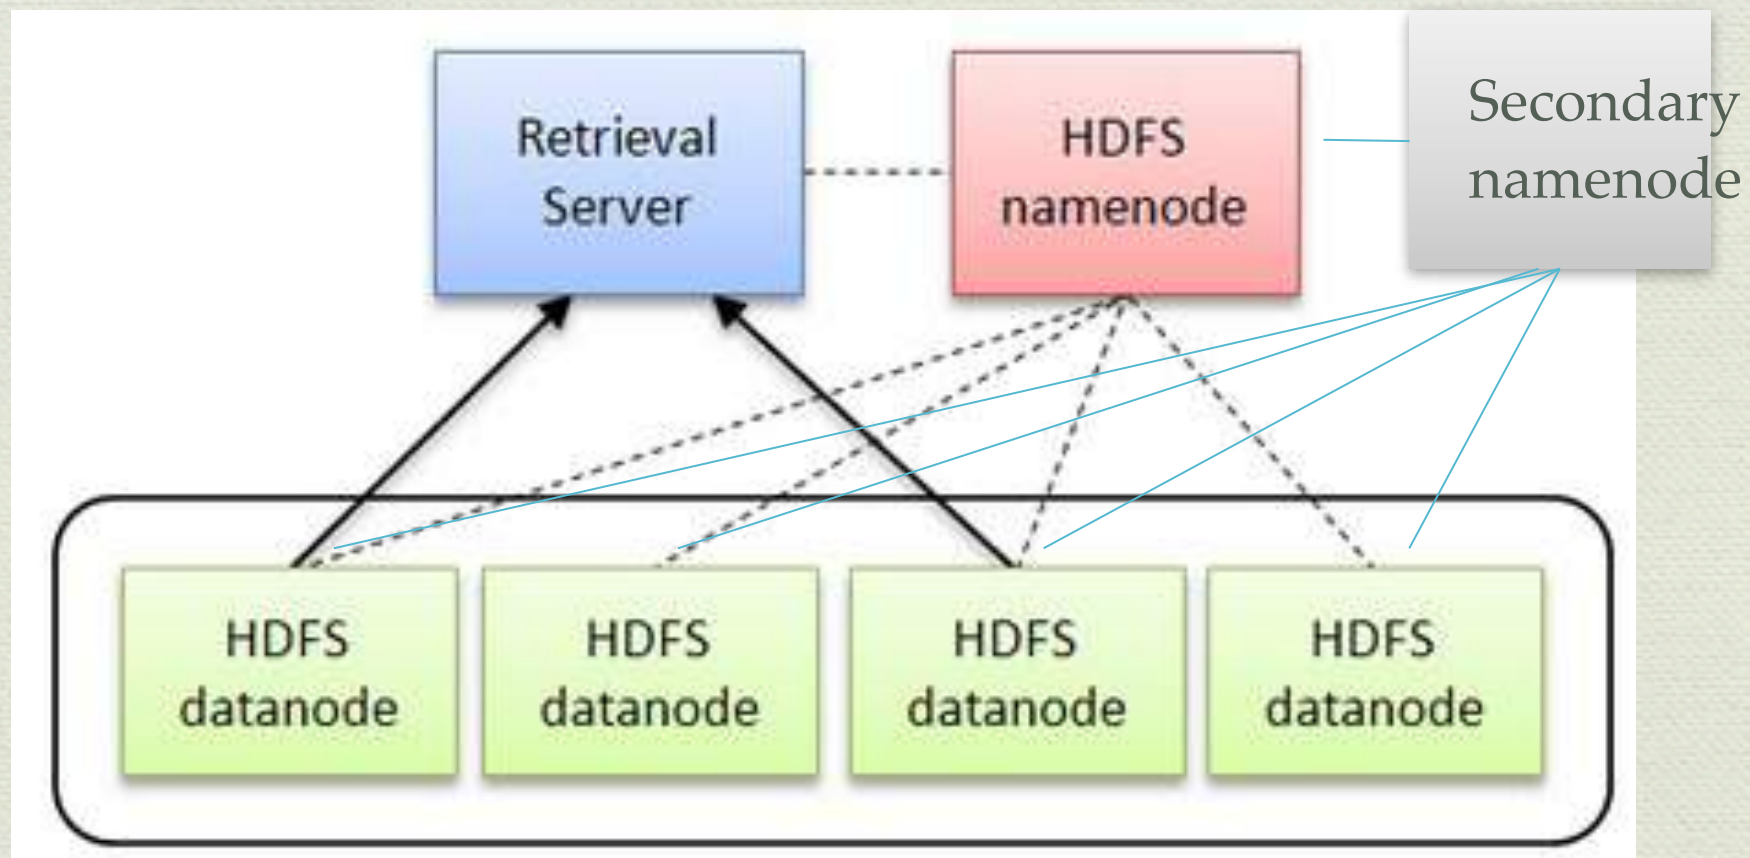 Retrieval
Server
HDFS
namenode
Secondary
namenode
HDFS
datanode
HDFS
datanode
HDFS
datanode
HDFS
datanode